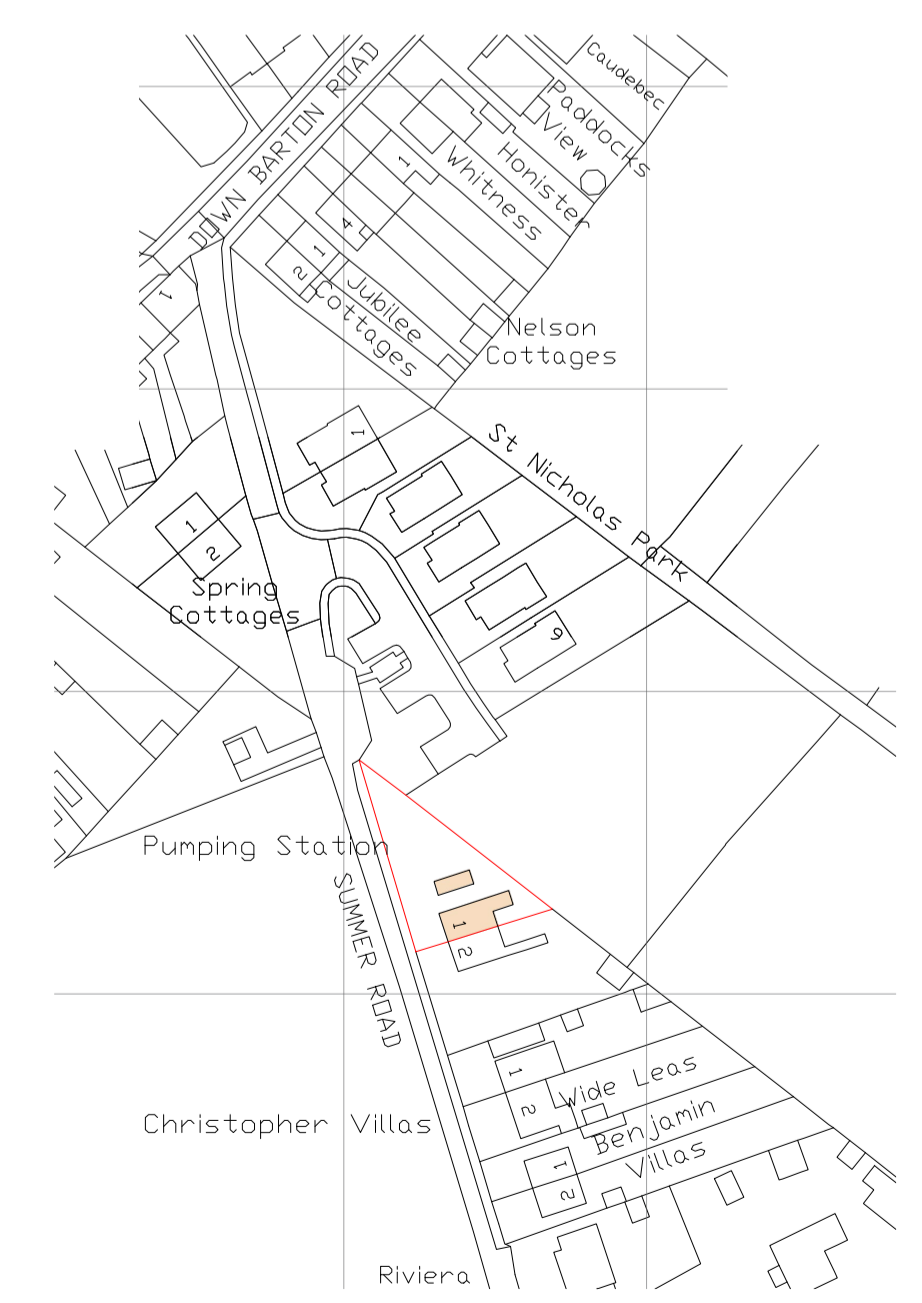 Caudebec
Paddocks
View
DOWN BARTON ROAD
Honister
Whitness
1
4
1
2
Jubilee
Cottages
1
Nelson
Cottages
1
St Nicholas Park
1
2
Spring
Cottages
9
Pumping Station
SUMMER ROAD
1
2
1
2
Wide Leas
Christopher Villas
Benjamin
Villas
1
2
Riviera